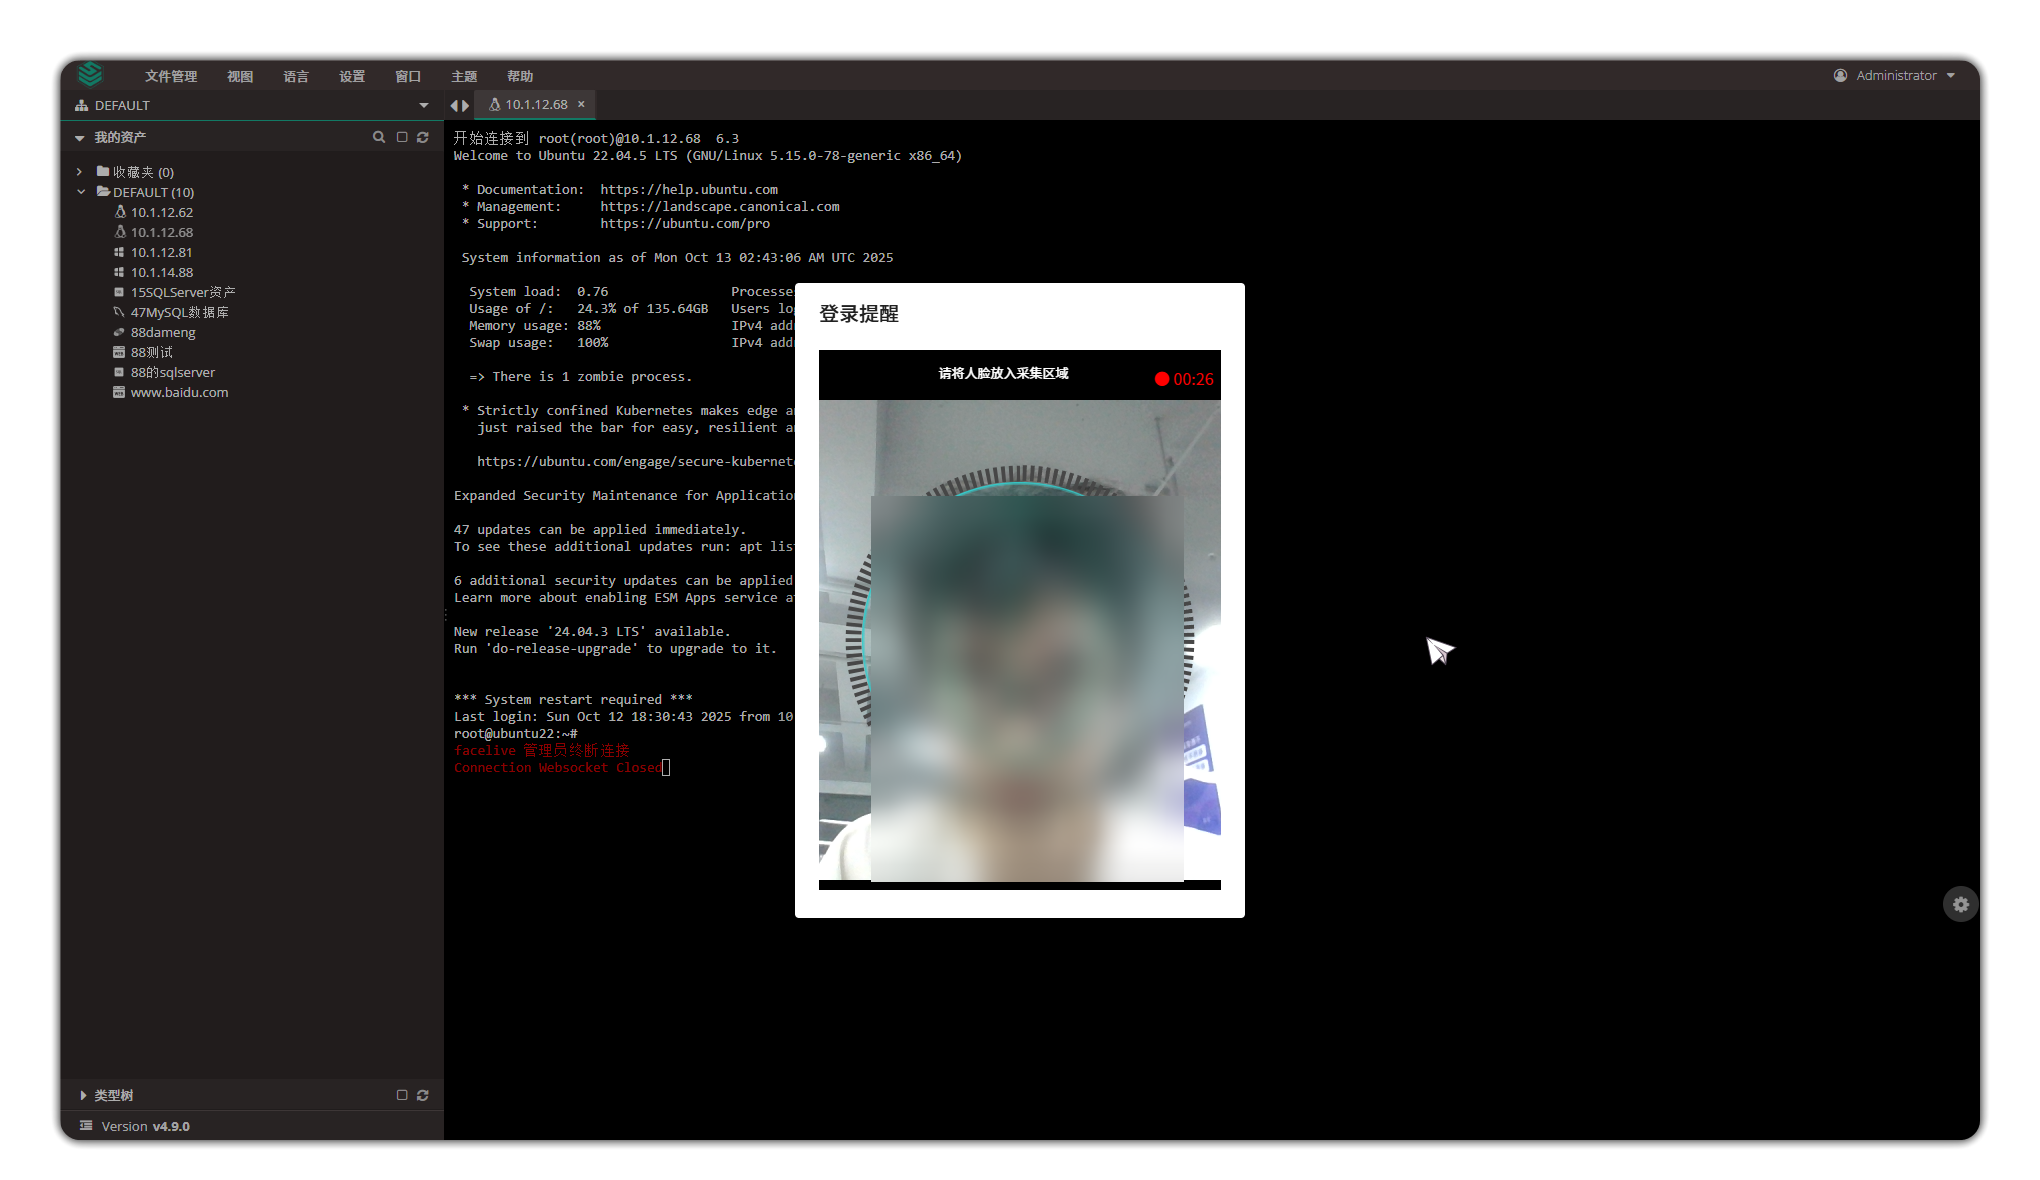 文件管理 视图 语言 设置 窗口 主题 帮助 Administrator
DEFAULT
10.1.12.68 ×
我的资产
收藏夹 (0)
DEFAULT (10)
10.1.12.62
10.1.12.68
10.1.12.81
10.1.14.88
15SQLServer资产
47MySQL数据库
88dameng
88测试
88的sqlserver
www.baidu.com
类型树
Version v4.9.0
开始连接到 root(root)@10.1.12.68 6.3
Welcome to Ubuntu 22.04.5 LTS (GNU/Linux 5.15.0-78-generic x86_64)
* Documentation: https://help.ubuntu.com
* Management: https://landscape.canonical.com
* Support: https://ubuntu.com/pro
System information as of Mon Oct 13 02:43:06 AM UTC 2025
System load: 0.76 Processe
Usage of /: 24.3% of 135.64GB Users lo
Memory usage: 88% IPv4 add
Swap usage: 100% IPv4 add
=> There is 1 zombie process.
* Strictly confined Kubernetes makes edge a
just raised the bar for easy, resilient a
https://ubuntu.com/engage/secure-kubernet
Expanded Security Maintenance for Applicatio
47 updates can be applied immediately.
To see these additional updates run: apt lis
6 additional security updates can be applied
Learn more about enabling ESM Apps service a
New release '24.04.3 LTS' available.
Run 'do-release-upgrade' to upgrade to it.
*** System restart required ***
Last login: Sun Oct 12 18:30:43 2025 from 10
root@ubuntu22:~#
facelive 管理员终断连接
Connection Websocket Closed
登录提醒
请将人脸放入采集区域
00:26